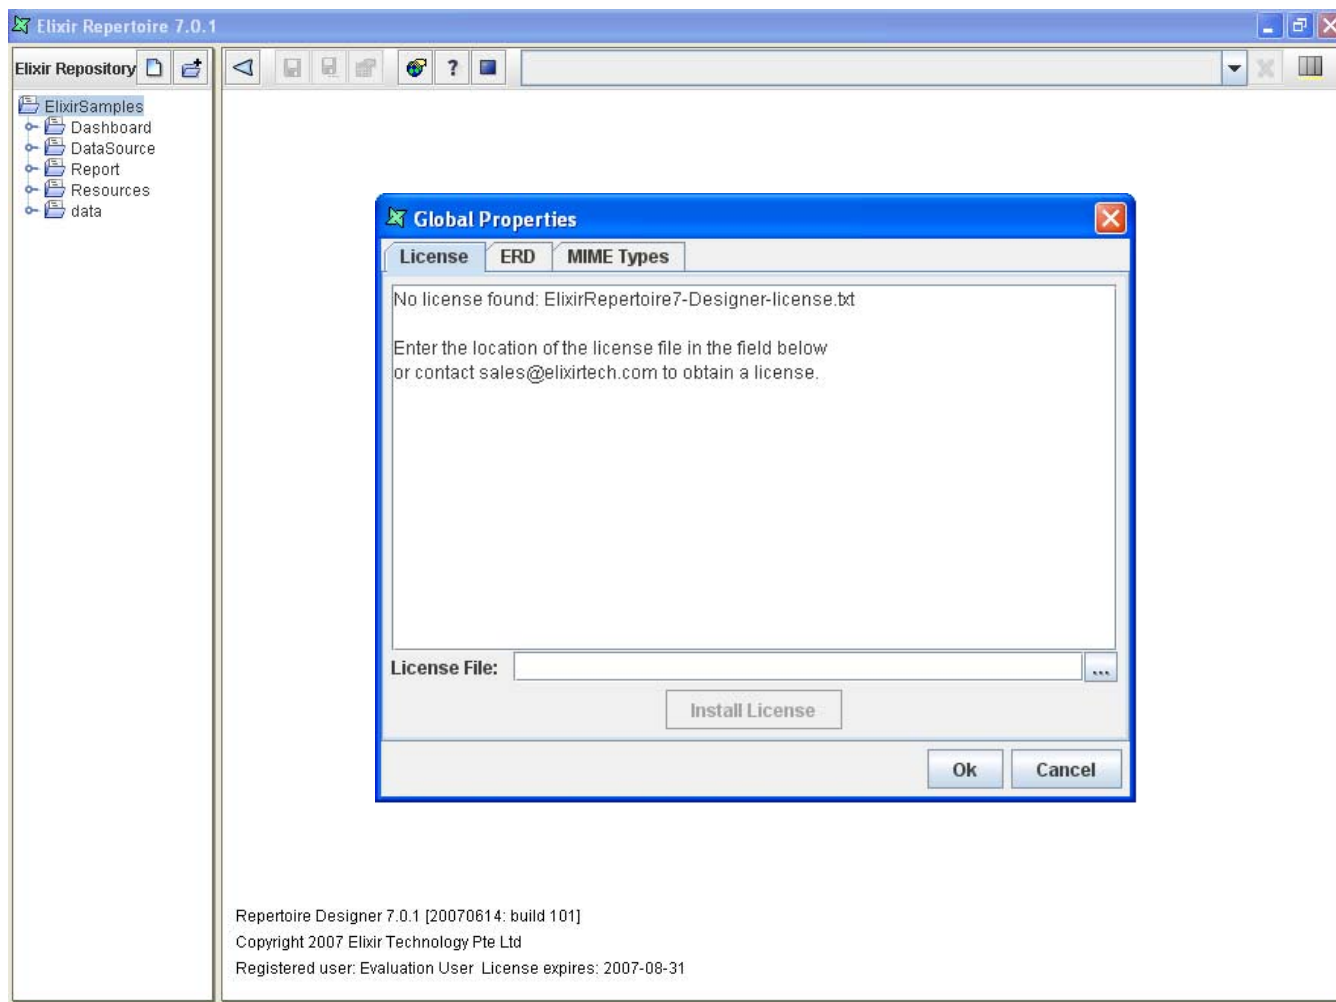 Elixir Repertoire 7.0.1
Elixir Repository
?
ElixirSamples
Dashboard
DataSource
Report
Resources
data
Global Properties
License ERD MIME Types
No license found: ElixirRepertoire7-Designer-license.txt
Enter the location of the license file in the field below
or contact sales@elixirtech.com to obtain a license.
License File: ...
Install License
Ok Cancel
Repertoire Designer 7.0.1 [20070614: build 101]
Copyright 2007 Elixir Technology Pte Ltd
Registered user: Evaluation User License expires: 2007-08-31